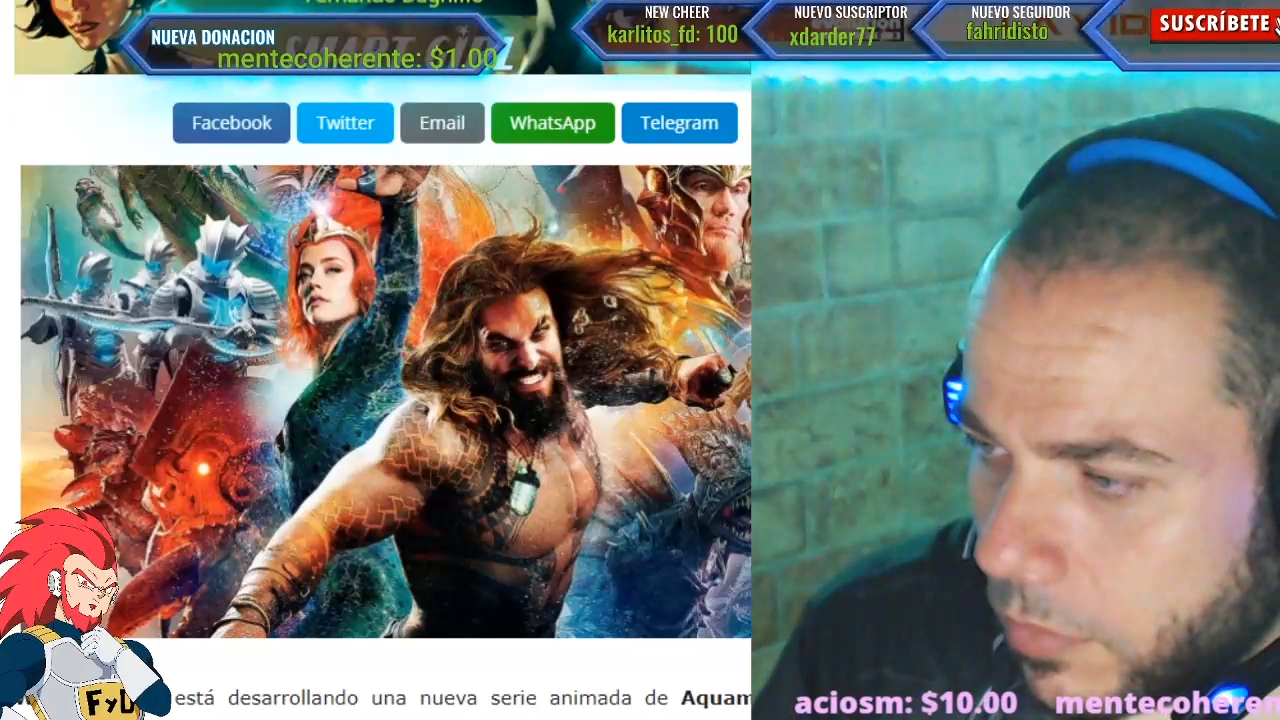 NUEVA DONACION
mentecoherente: $1.00
NEW CHEER
karlitos_fd: 100
NUEVO SUSCRIPTOR
xdarder77
NUEVO SEGUIDOR
fahridisto
SUSCRÍBETE
Facebook
Twitter
Email
WhatsApp
Telegram
FyD
está desarrollando una nueva serie animada de Aquam
aciosm: $10.00 mentecoheren